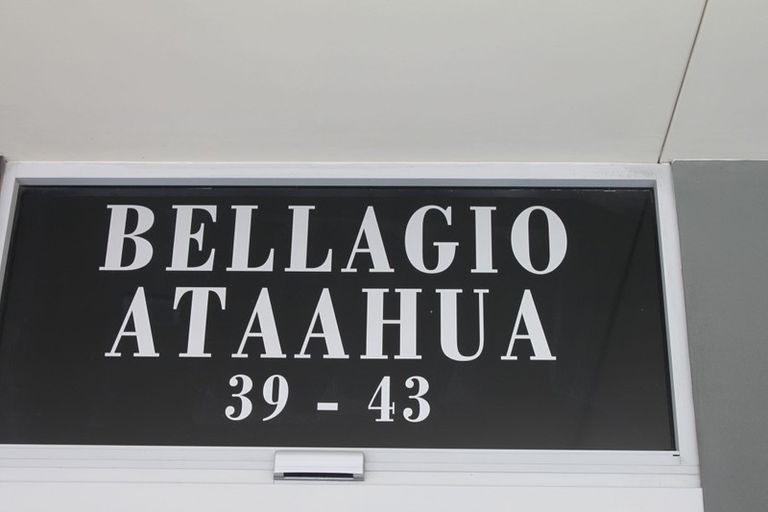 BELLAGIO
ATAAHUA
39 - 43